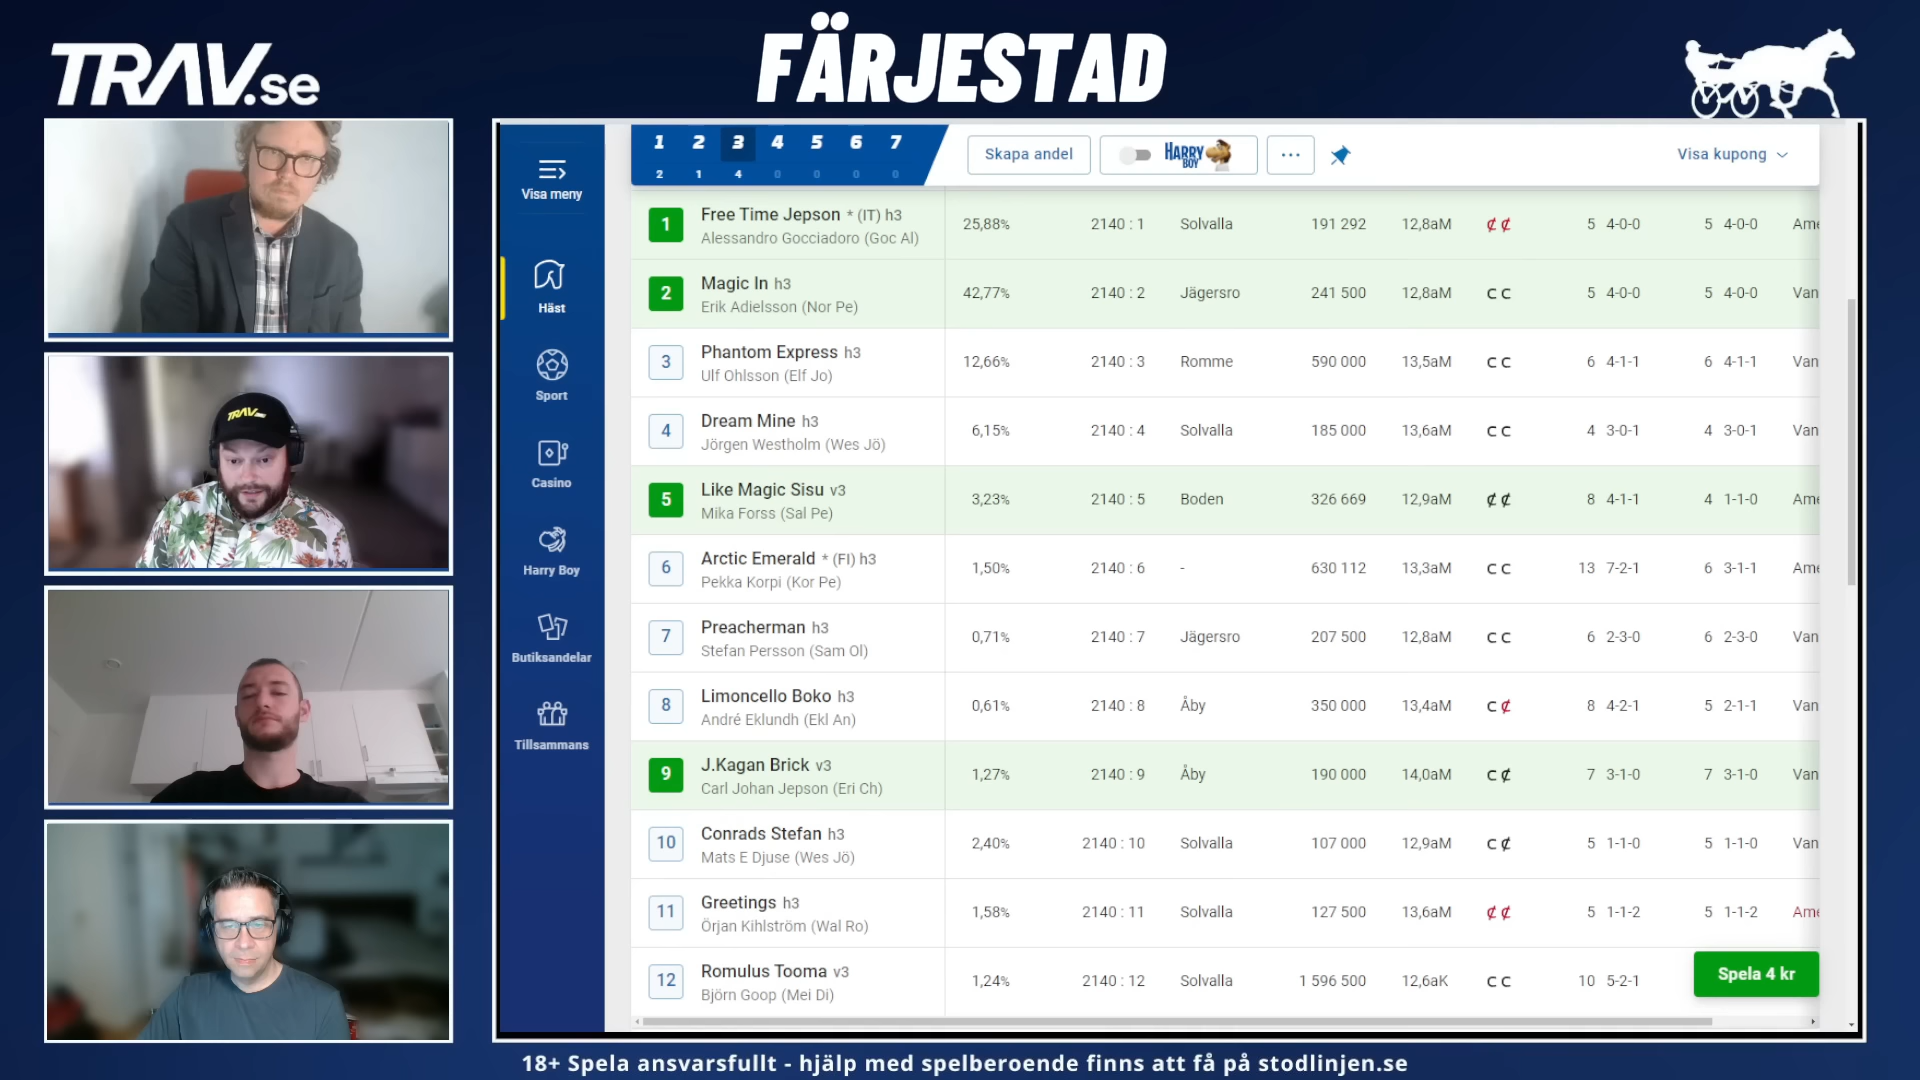 TRAV.se
FÄRJESTAD
TRAV.se
Visa meny
Häst
Sport
Casino
Harry Boy
Butiksandelar
Tillsammans
1 2 3 4 5 6 7
2 1 4 0 0 0 0
Skapa andel
HARRY BOY
...
Visa kupong
1 Free Time Jepson * (IT) h3 25,88% 2140 : 1 Solvalla 191 292 12,8aM ¢ ¢ 5 4-0-0 5 4-0-0 Ame
Alessandro Gocciadoro (Goc Al)
2 Magic In h3 42,77% 2140 : 2 Jägersro 241 500 12,8aM C C 5 4-0-0 5 4-0-0 Van
Erik Adielsson (Nor Pe)
3 Phantom Express h3 12,66% 2140 : 3 Romme 590 000 13,5aM C C 6 4-1-1 6 4-1-1 Van
Ulf Ohlsson (Elf Jo)
4 Dream Mine h3 6,15% 2140 : 4 Solvalla 185 000 13,6aM C C 4 3-0-1 4 3-0-1 Van
Jörgen Westholm (Wes Jö)
5 Like Magic Sisu v3 3,23% 2140 : 5 Boden 326 669 12,9aM ¢ ¢ 8 4-1-1 4 1-1-0 Ame
Mika Forss (Sal Pe)
6 Arctic Emerald * (FI) h3 1,50% 2140 : 6 - 630 112 13,3aM C C 13 7-2-1 6 3-1-1 Ame
Pekka Korpi (Kor Pe)
7 Preacherman h3 0,71% 2140 : 7 Jägersro 207 500 12,8aM C C 6 2-3-0 6 2-3-0 Van
Stefan Persson (Sam Ol)
8 Limoncello Boko h3 0,61% 2140 : 8 Åby 350 000 13,4aM C ¢ 8 4-2-1 5 2-1-1 Van
André Eklundh (Ekl An)
9 J.Kagan Brick v3 1,27% 2140 : 9 Åby 190 000 14,0aM C ¢ 7 3-1-0 7 3-1-0 Van
Carl Johan Jepson (Eri Ch)
10 Conrads Stefan h3 2,40% 2140 : 10 Solvalla 107 000 12,9aM C ¢ 5 1-1-0 5 1-1-0 Van
Mats E Djuse (Wes Jö)
11 Greetings h3 1,58% 2140 : 11 Solvalla 127 500 13,6aM ¢ ¢ 5 1-1-2 5 1-1-2 Ame
Örjan Kihlström (Wal Ro)
12 Romulus Tooma v3 1,24% 2140 : 12 Solvalla 1 596 500 12,6aK C C 10 5-2-1
Björn Goop (Mei Di)
Spela 4 kr
18+ Spela ansvarsfullt - hjälp med spelberoende finns att få på stodlinjen.se